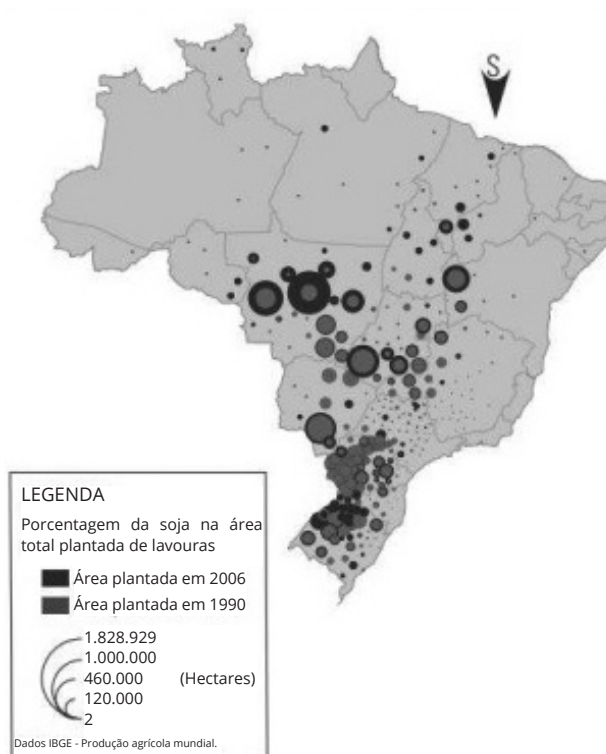 S
LEGENDA
Porcentagem da soja na área
total plantada de lavouras
Área plantada em 2006
Área plantada em 1990
1.828.929
1.000.000
460.000 (Hectares)
120.000
2
Dados IBGE - Produção agrícola mundial.